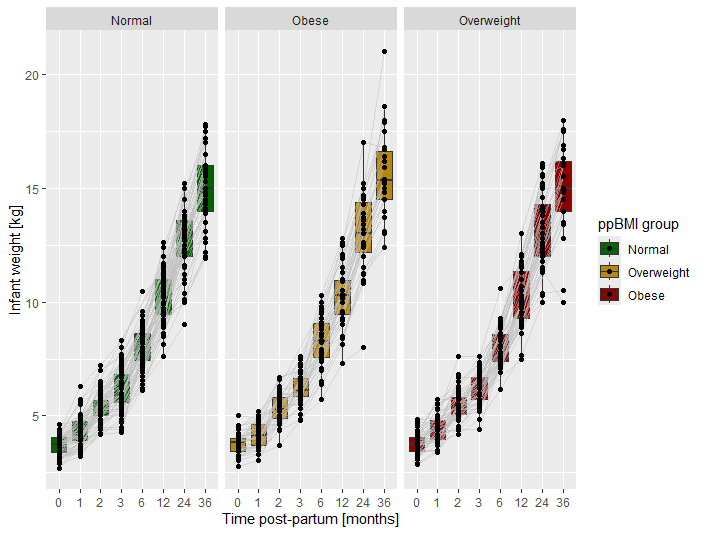 Normal Obese Overweight
20
15
10
5
Infant weight [kg]
0 1 2 3 6 12 24 36 0 1 2 3 6 12 24 36 0 1 2 3 6 12 24 36
Time post-partum [months]
ppBMI group
Normal
Overweight
Obese